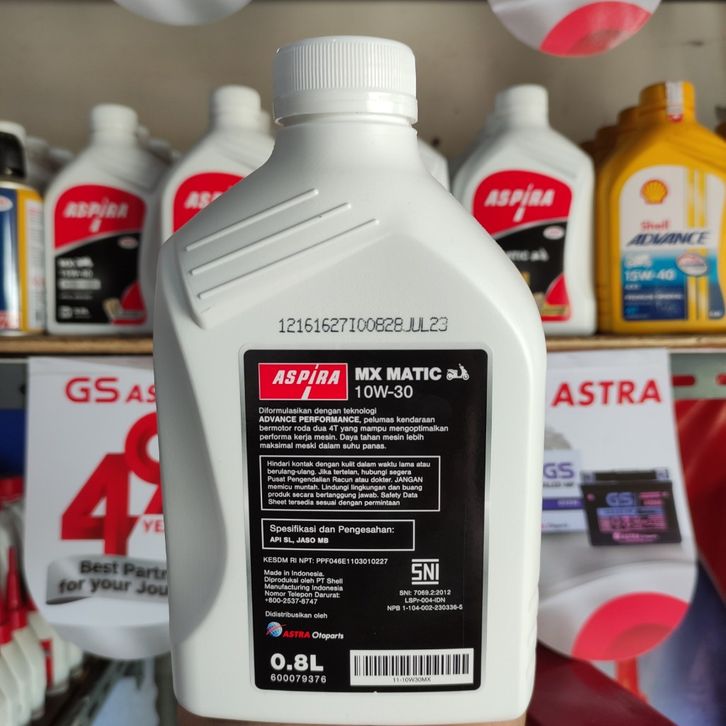 12161627I00828JUL23
ASPIRA
MX MATIC
10W-30
Diformulasikan dengan teknologi
ADVANCE PERFORMANCE, pelumas kendaraan
bermotor roda dua 4T yang mampu mengoptimalkan
performa kerja mesin. Daya tahan mesin lebih
maksimal meski dalam suhu panas.
Hindari kontak dengan kulit dalam waktu lama atau
berulang-ulang. Jika tertelan, hubungi segera
Pusat Pengendalian Racun atau dokter. JANGAN
memicu muntah. Lindungi lingkungan dan buang
produk secara bertanggung jawab. Safety Data
Sheet tersedia sesuai dengan permintaan
Spesifikasi dan Pengesahan:
API SL, JASO MB
KESDM RI NPT: PPF046E1103010227
Made in Indonesia.
Diproduksi oleh PT Shell
Manufacturing Indonesia
Nomor Telepon Darurat:
+800-2537-8747
SNI
SNI: 7069.2:2012
LSPr-004-IDN
NPB 1-104-002-230336-5
Didistribusikan oleh:
ASTRA Otoparts
0.8L
600079376
11-10W30MX
ASPIRA
MX
10W-40
ASPIRA
ASPIRA
Shell
ADVANCE
15W-40
GS AS
4
YE
Best Partn
for your Jou
ASTRA
GS
GS